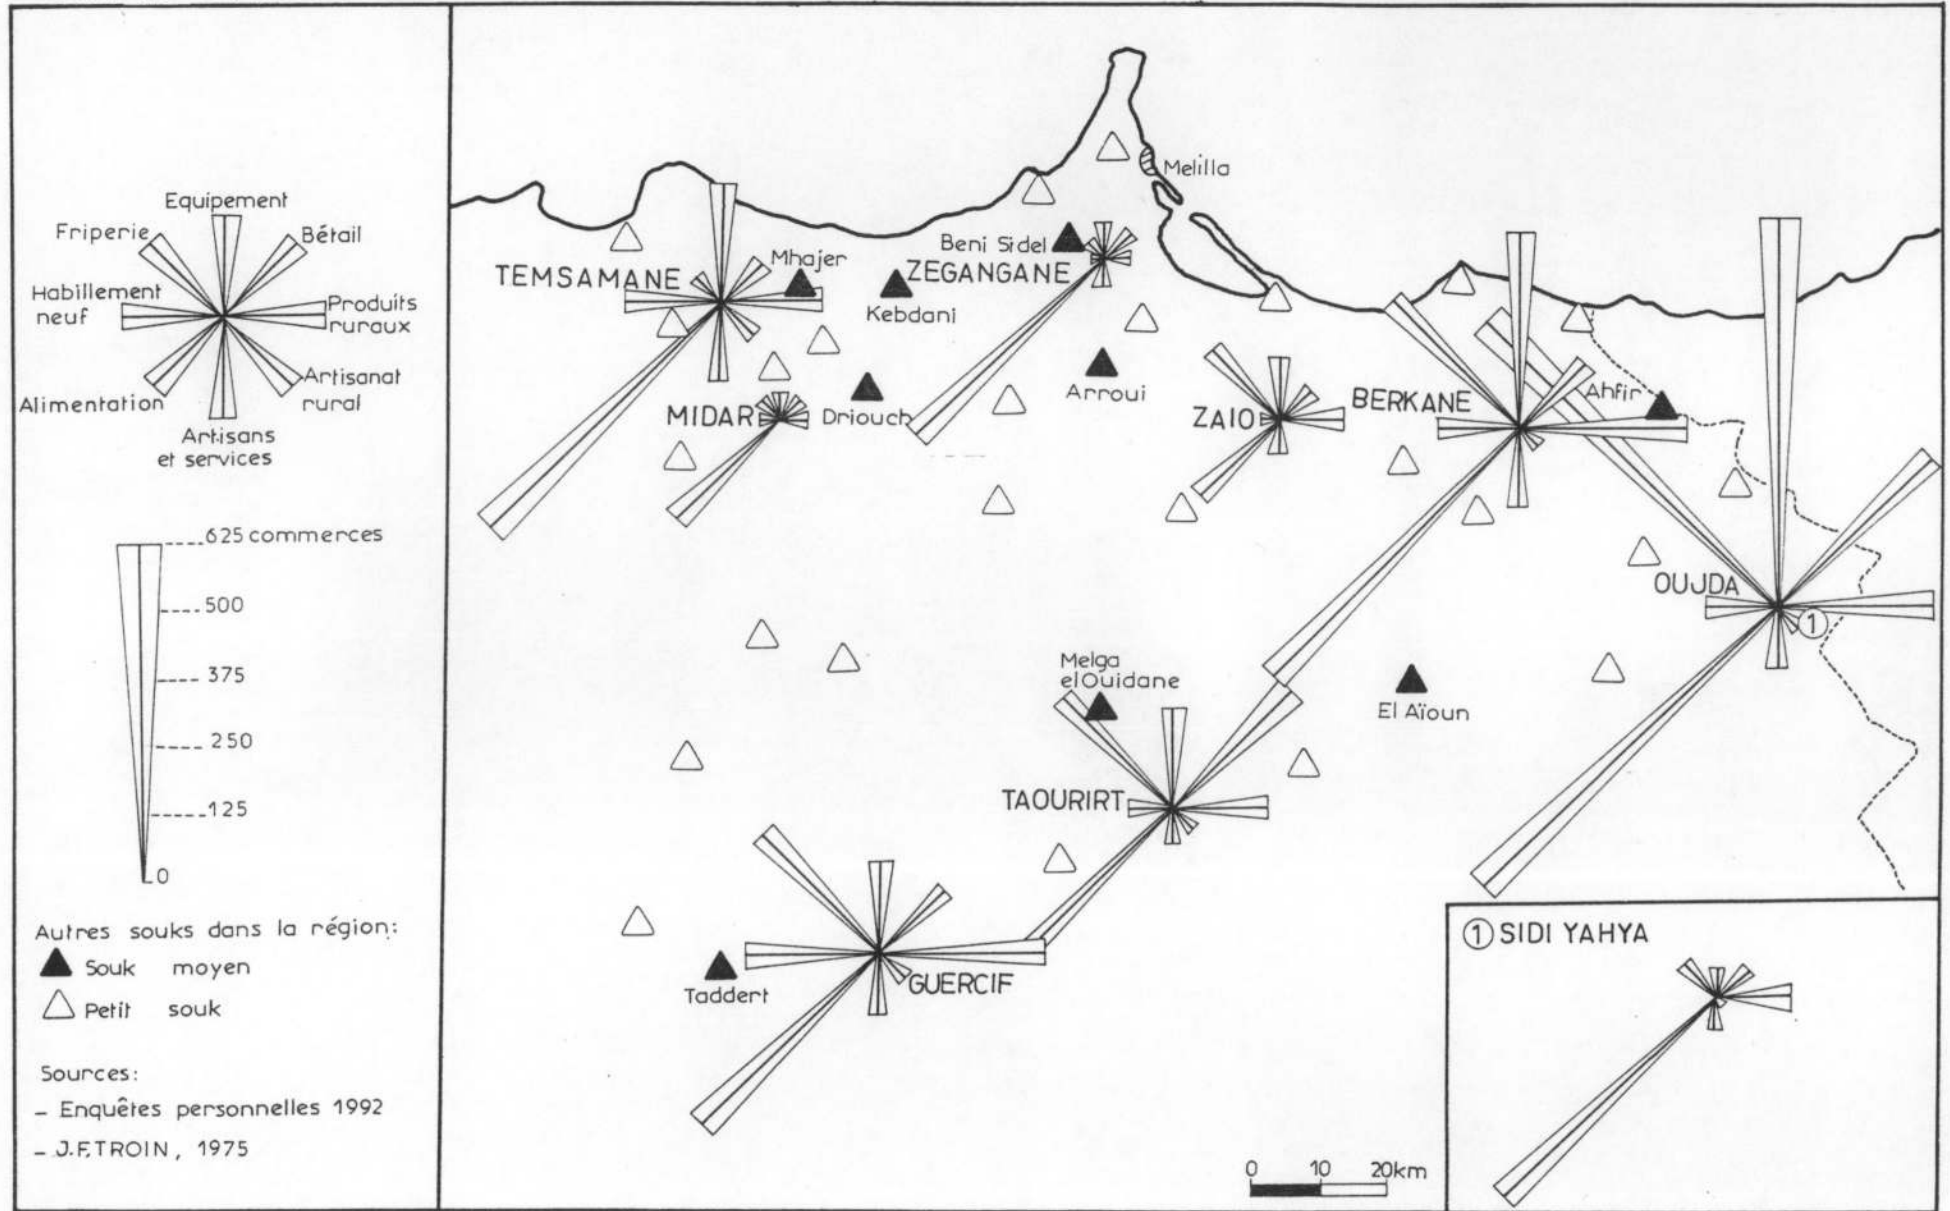 Equipement
Friperie
Bétail
Habillement
neuf
Produits
ruraux
Alimentation
Artisanat
rural
Artisans
et services
625 commerces
500
375
250
125
0
Autres souks dans la région:
Souk moyen
Petit souk
Sources:
- Enquêtes personnelles 1992
- J.F.TROIN, 1975
Melilla
Beni Sidel
ZEGANGANE
TEMSAMANE
Mhajer
Kebdani
Arroui
MIDAR
Driouch
ZAIO
BERKANE
Ahfir
OUJDA
1
Melga
el Ouidane
El Aïoun
TAOURIRT
GUERCIF
Taddert
0 10 20km
1 SIDI YAHYA